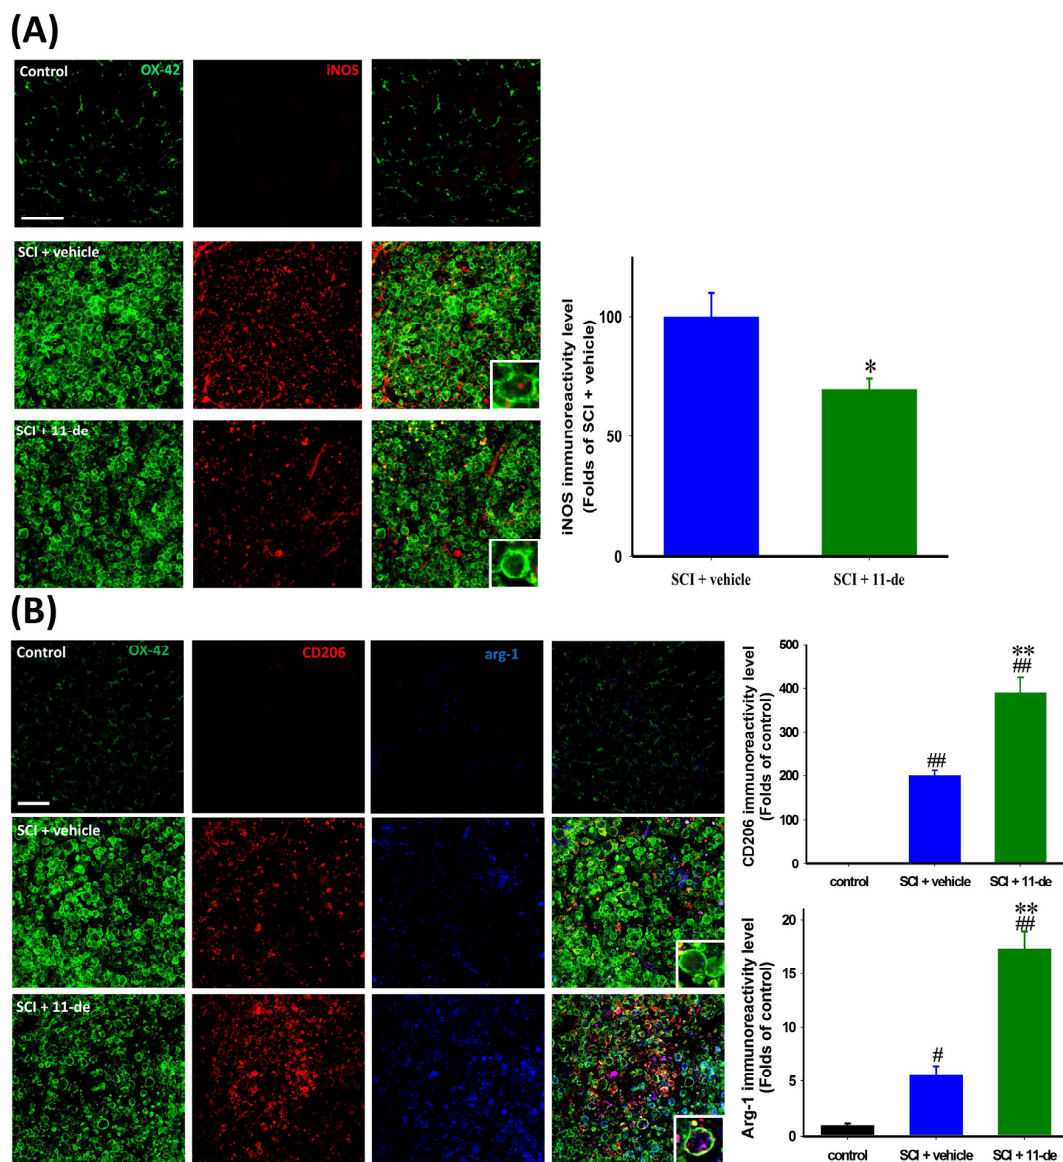 (A)
Control
OX-42
iNOS
SCI + vehicle
SCI + 11-de
iNOS immunoreactivity level
(Folds of SCI + vehicle)
100
50
0
*
SCI + vehicle
SCI + 11-de
(B)
Control
OX-42
CD206
arg-1
SCI + vehicle
SCI + 11-de
CD206 immunoreactivity level
(Folds of control)
500
400
300
200
100
0
##
**
##
control
SCI + vehicle
SCI + 11-de
Arg-1 immunoreactivity level
(Folds of control)
20
15
10
5
0
#
**
##
control
SCI + vehicle
SCI + 11-de